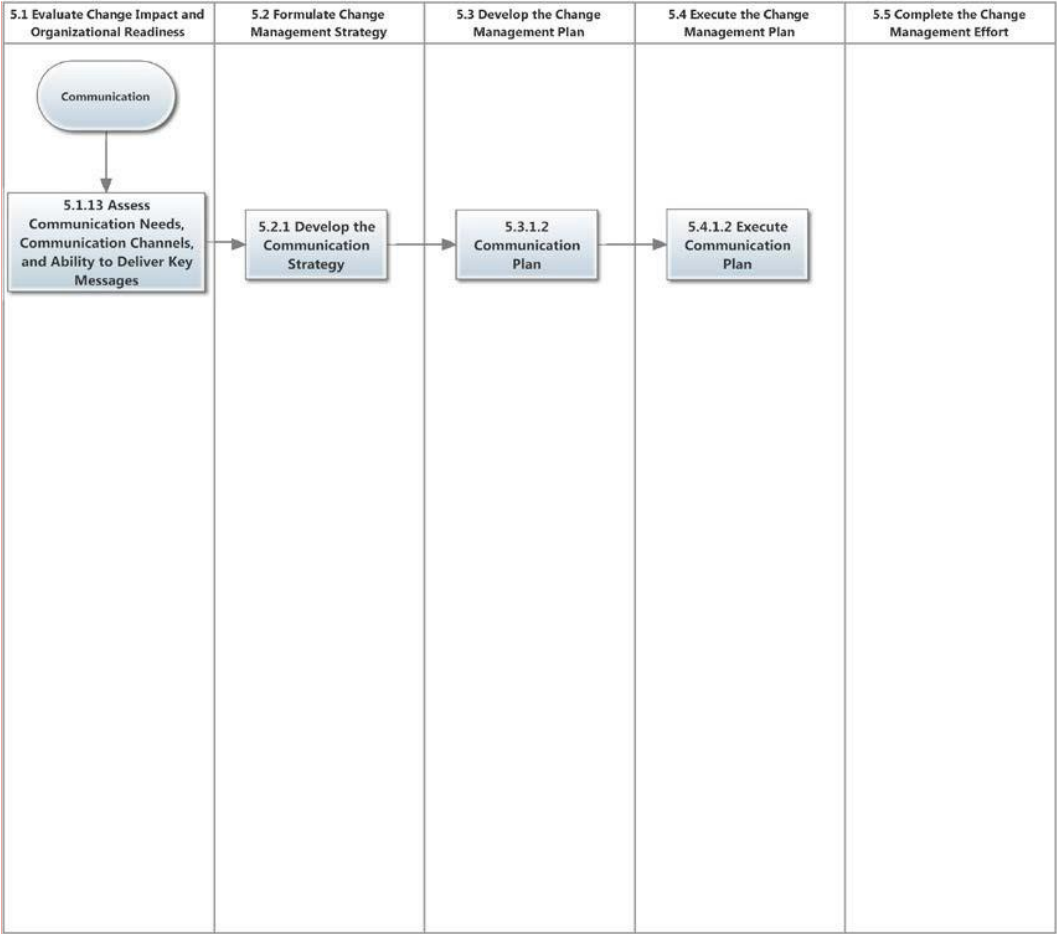 5.1 Evaluate Change Impact and
Organizational Readiness
5.2 Formulate Change
Management Strategy
5.3 Develop the Change
Management Plan
5.4 Execute the Change
Management Plan
5.5 Complete the Change
Management Effort
Communication
5.1.13 Assess
Communication Needs,
Communication Channels,
and Ability to Deliver Key
Messages
5.2.1 Develop the
Communication
Strategy
5.3.1.2
Communication
Plan
5.4.1.2 Execute
Communication
Plan